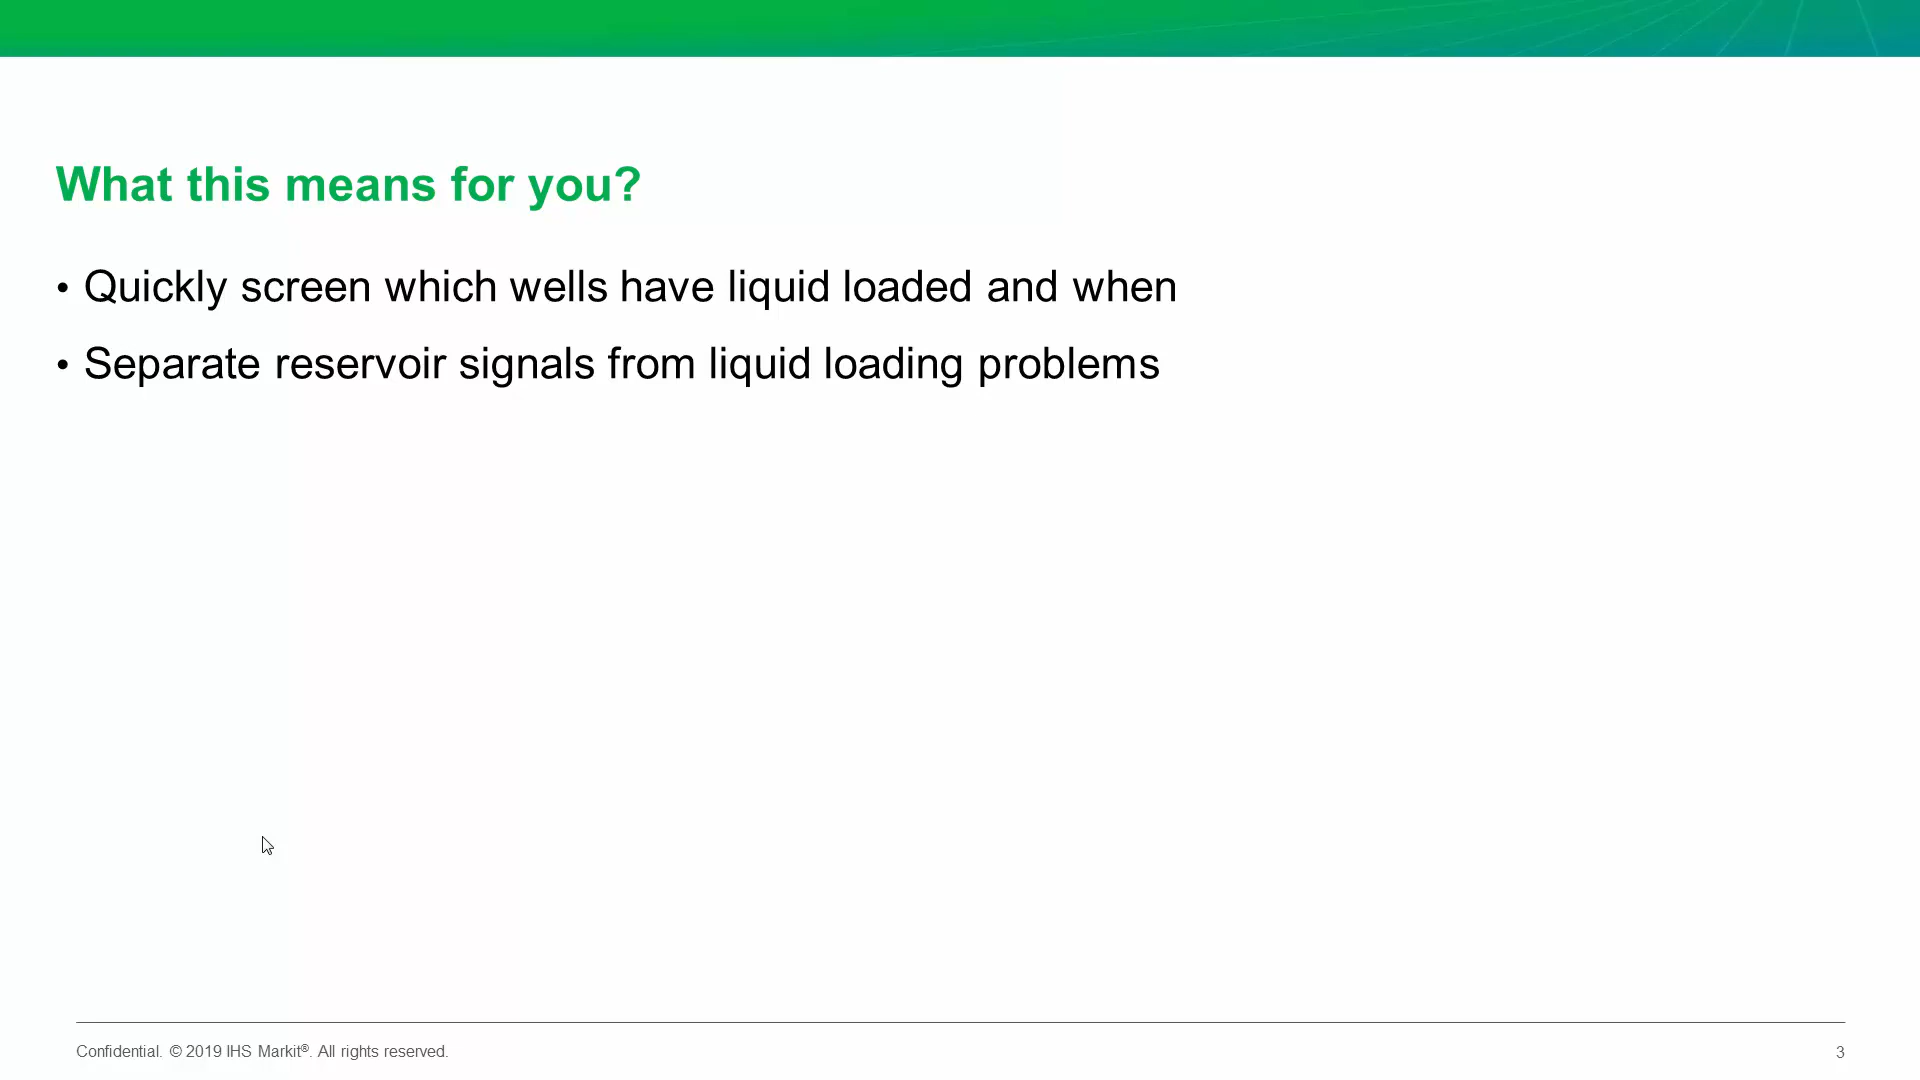 What this means for you?
• Quickly screen which wells have liquid loaded and when
• Separate reservoir signals from liquid loading problems
Confidential. © 2019 IHS Markit®. All rights reserved.
3